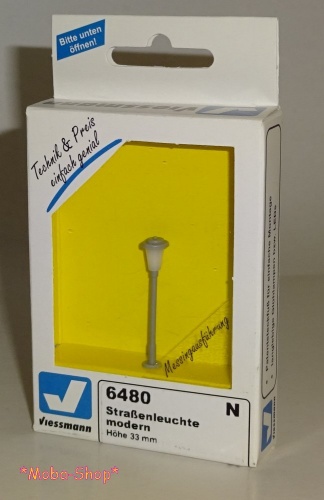 Bitte unten
öffnen!
Technik & Preis
einfach genial
Messingausführung
6480
N
Straßenleuchte
modern
Höhe 33 mm
Viessmann
*Mobo-Shop*